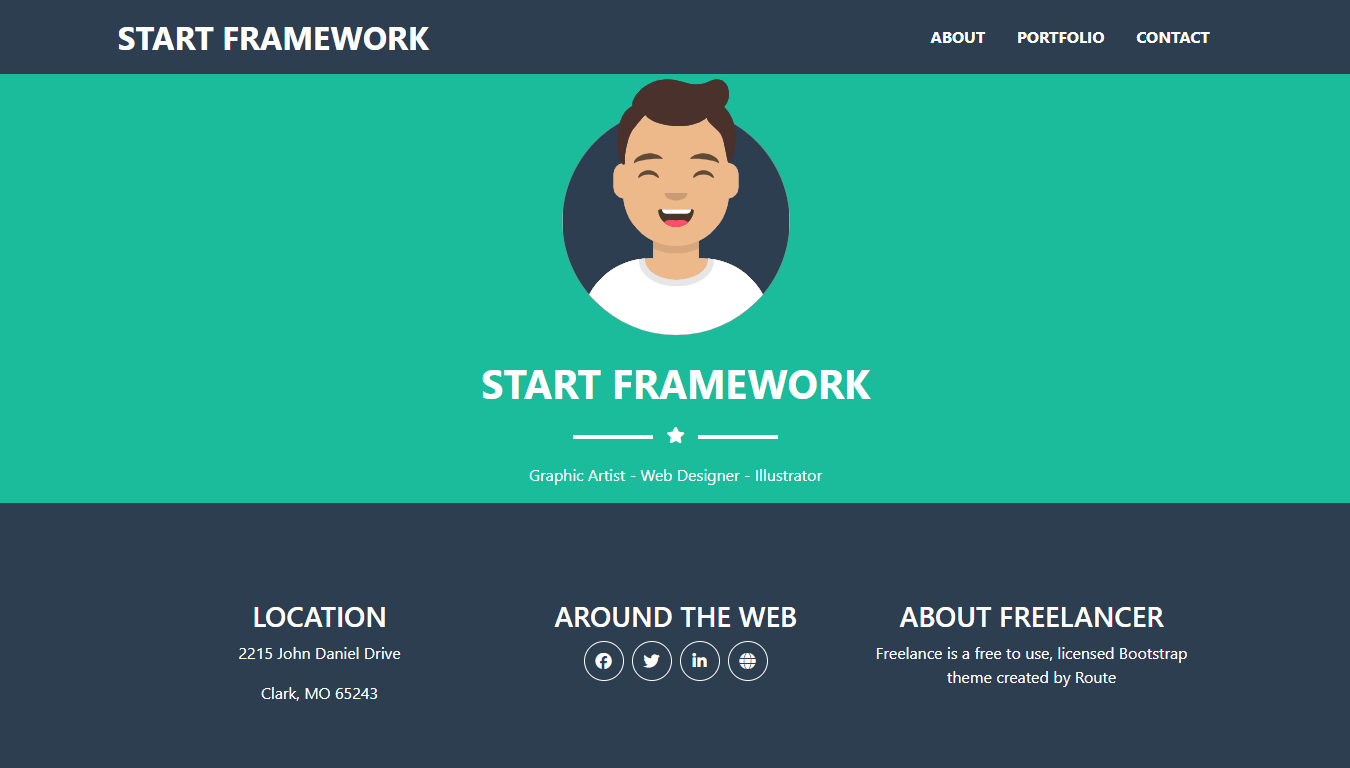 START FRAMEWORK
ABOUT PORTFOLIO CONTACT
START FRAMEWORK
Graphic Artist - Web Designer - Illustrator
LOCATION
2215 John Daniel Drive
Clark, MO 65243
AROUND THE WEB
ABOUT FREELANCER
Freelance is a free to use, licensed Bootstrap
theme created by Route